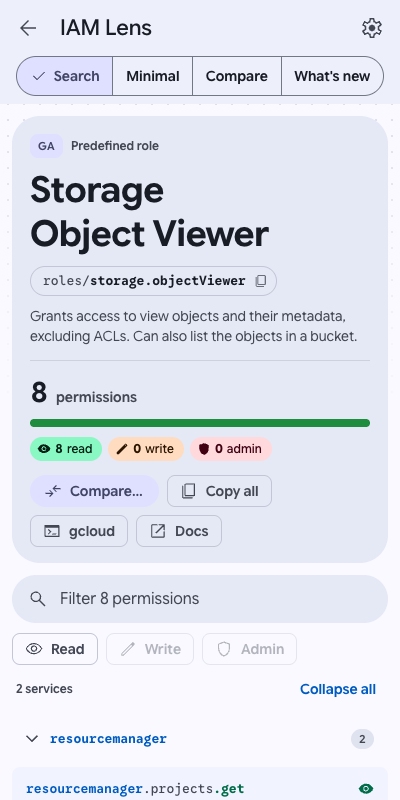 IAM Lens
Search Minimal Compare What's new
GA Predefined role
Storage
Object Viewer
roles/storage.objectViewer
Grants access to view objects and their metadata,
excluding ACLs. Can also list the objects in a bucket.
8 permissions
8 read 0 write 0 admin
Compare... Copy all
gcloud Docs
Filter 8 permissions
Read Write Admin
2 services Collapse all
resourcemanager 2
resourcemanager.projects.get